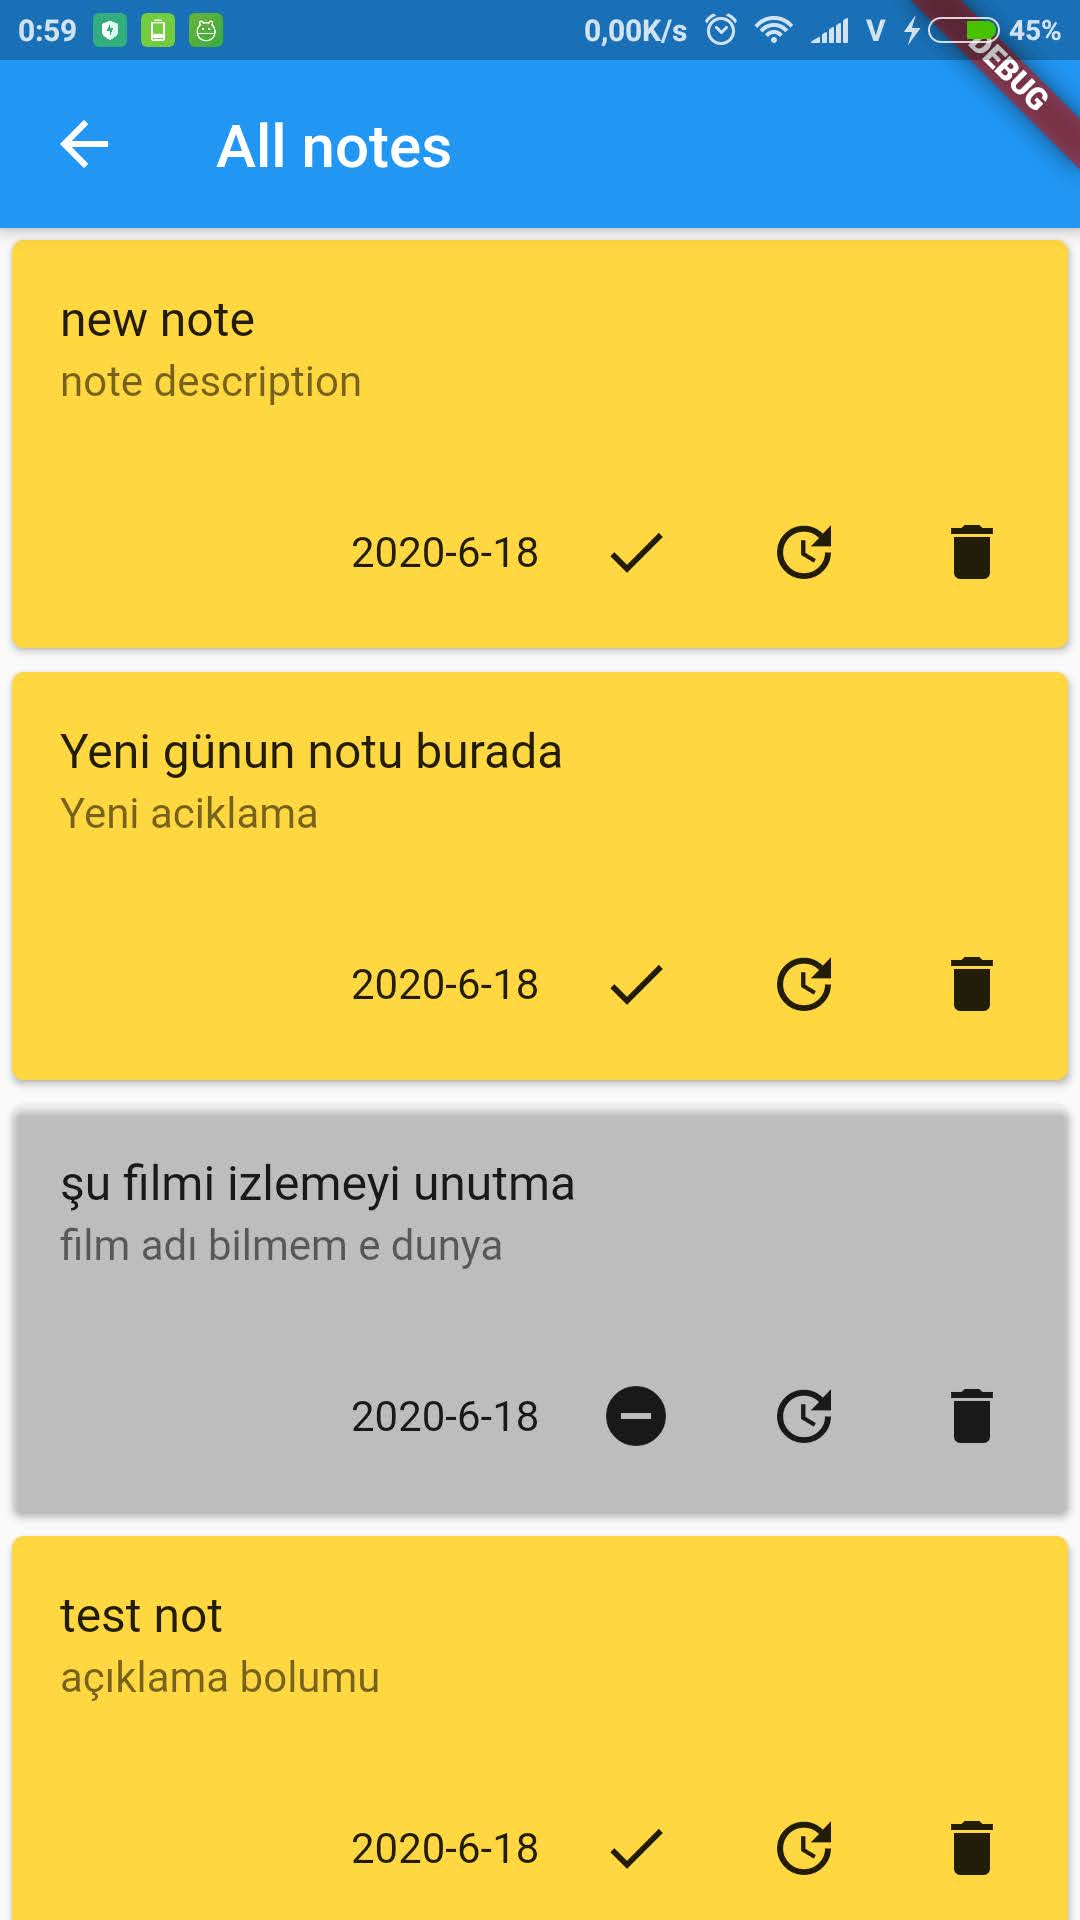 0:59
0,00K/s V 45%
DEBUG
All notes
new note
note description
2020-6-18
Yeni günun notu burada
Yeni aciklama
2020-6-18
şu filmi izlemeyi unutma
film adı bilmem e dunya
2020-6-18
test not
açıklama bolumu
2020-6-18